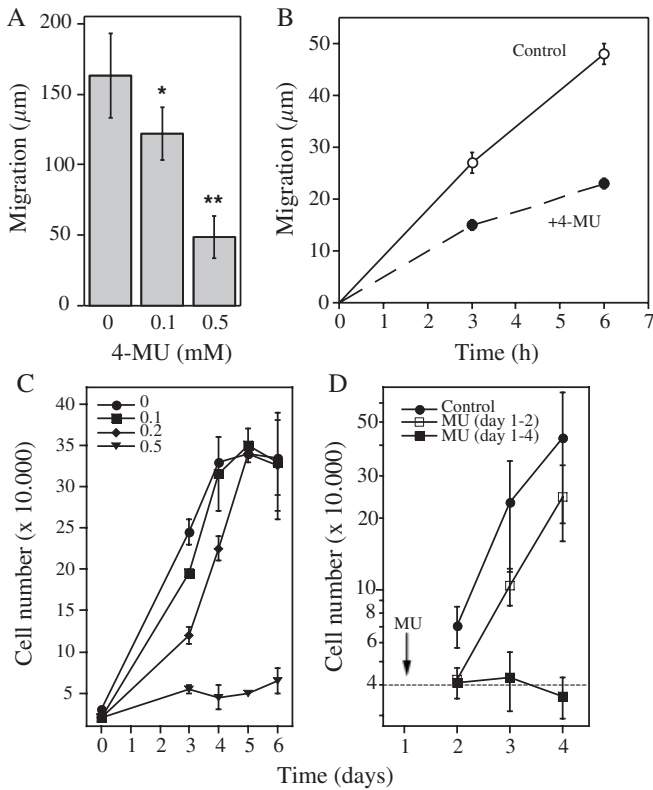 A
200
150
100
50
0
Migration (μm)
*
**
0 0.1 0.5
4-MU (mM)
B
50
40
30
20
10
0
Migration (μm)
Control
+4-MU
0 1 2 3 4 5 6 7
Time (h)
C
40
35
30
25
20
15
10
5
Cell number (x 10.000)
0
0.1
0.2
0.5
0 1 2 3 4 5 6
D
50
30
20
10
8
6
4
Cell number (x 10.000)
Control
MU (day 1-2)
MU (day 1-4)
MU
1 2 3 4
Time (days)